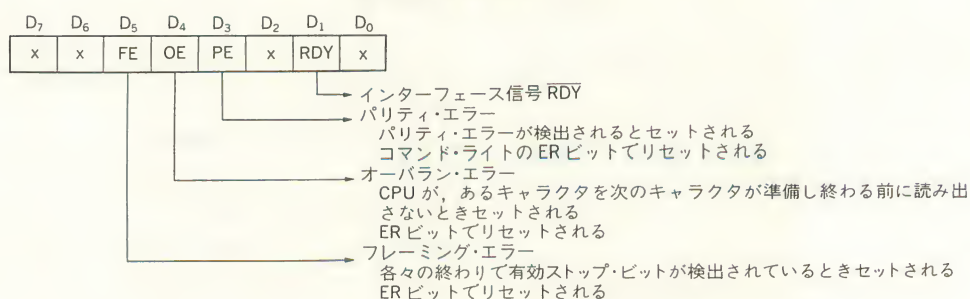 D₇ D₆ D₅ D₄ D₃ D₂ D₁ D₀
x x FE OE PE x RDY x
インターフェース信号 R̅D̅Y̅
パリティ・エラー
パリティ・エラーが検出されるとセットされる
コマンド・ライトの ER ビットでリセットされる
オーバラン・エラー
CPU が，あるキャラクタを次のキャラクタが準備し終わる前に読み出
さないときセットされる
ER ビットでリセットされる
フレーミング・エラー
各々の終わりで有効ストップ・ビットが検出されているときセットされる
ER ビットでリセットされる